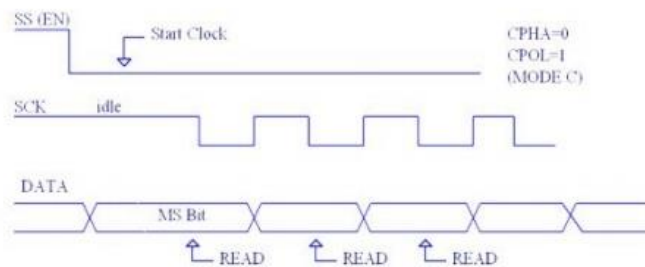 SS (EN)
Start Clock
CPHA=0
CPOL=1
(MODE C)
SCK idle
DATA
MS Bit
READ READ READ